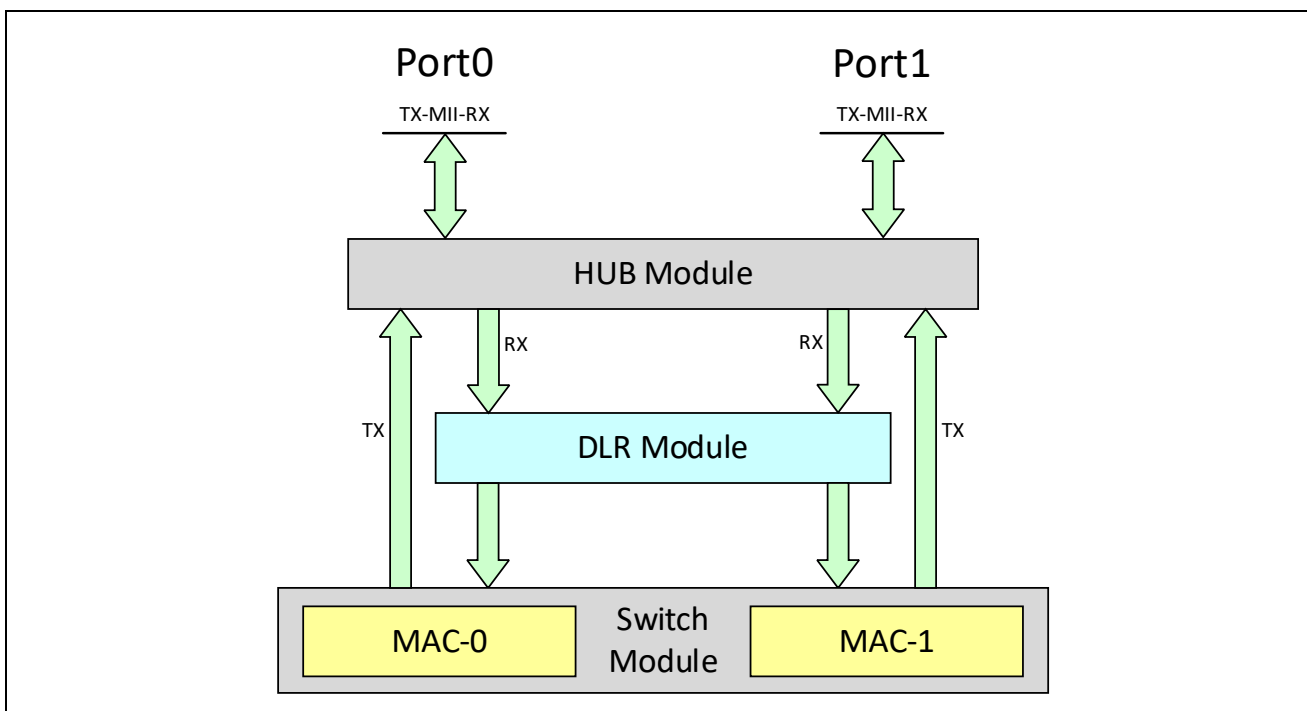 Port0
Port1
TX-MII-RX
TX-MII-RX
HUB Module
RX
RX
TX
TX
DLR Module
MAC-0
Switch
Module
MAC-1